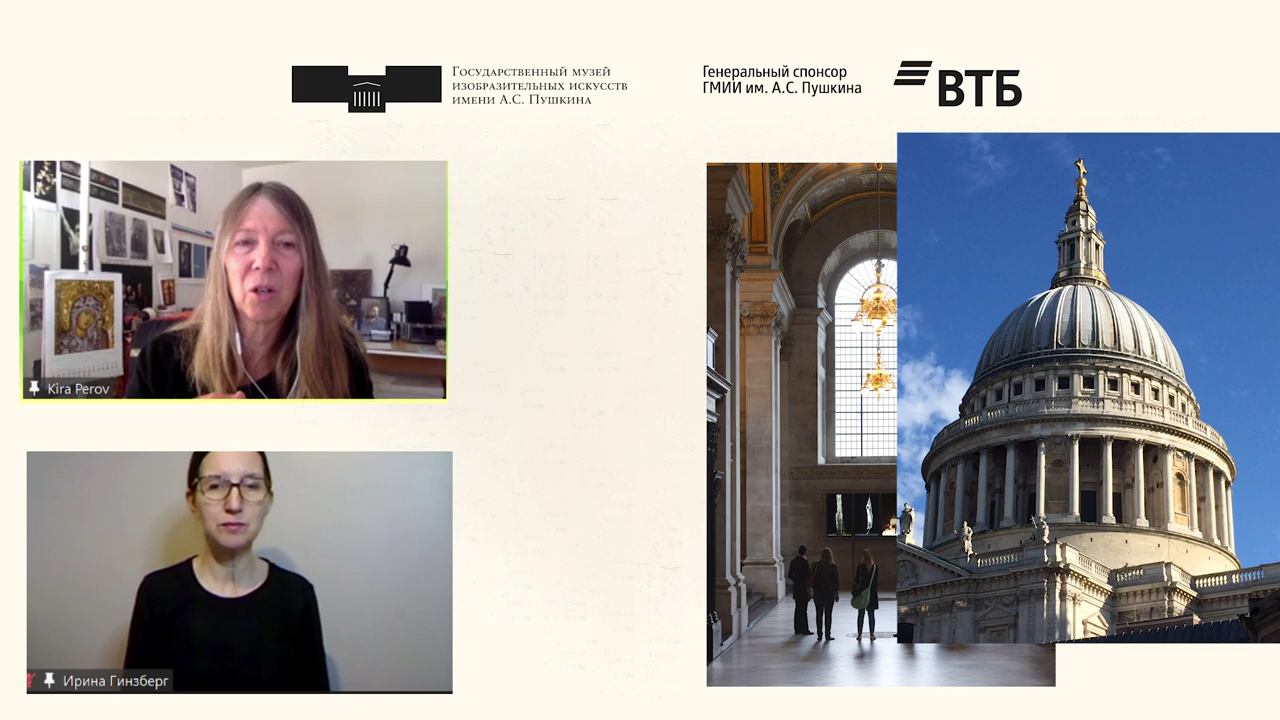 Государственный музей
изобразительных искусств
имени А.С. Пушкина
Генеральный спонсор
ГМИИ им. А.С. Пушкина
ВТБ
Kira Perov
Ирина Гинзберг